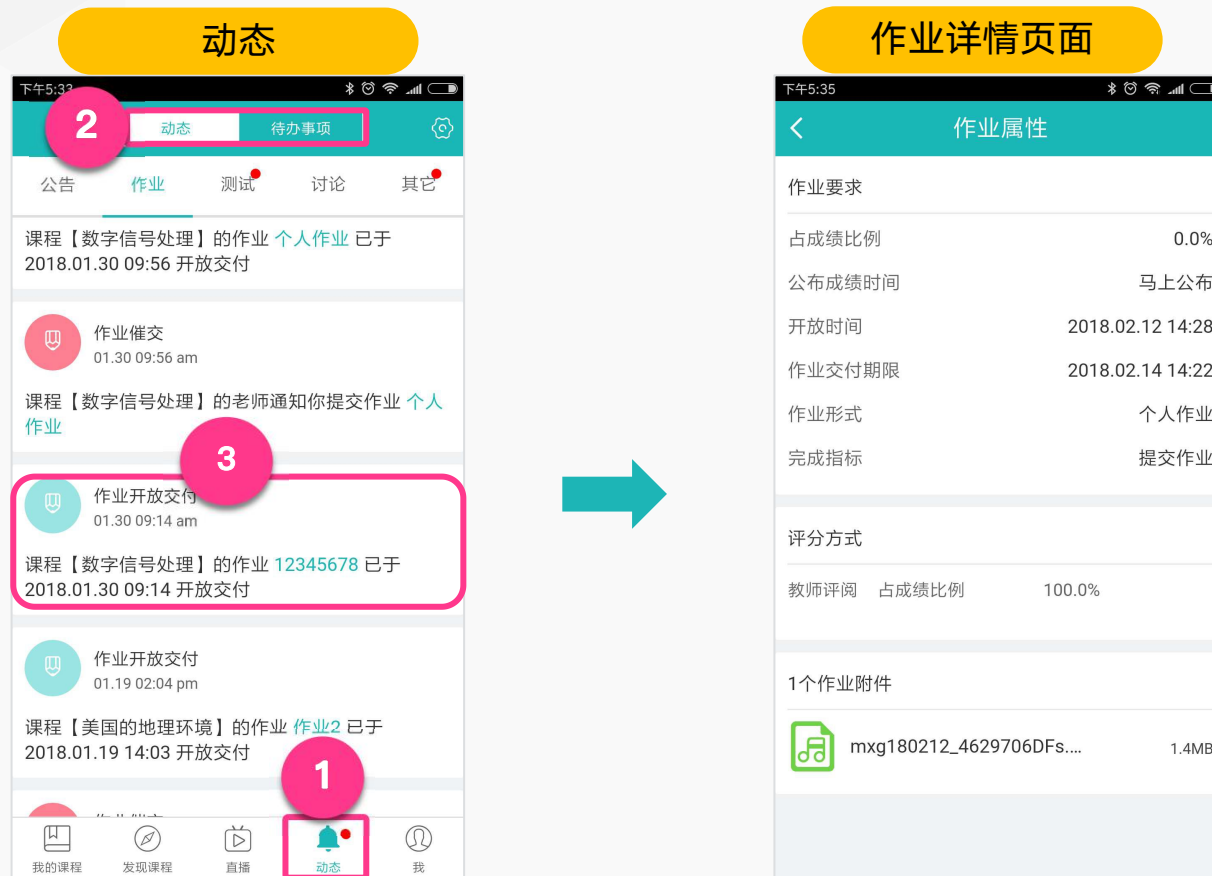 动态
下午5:33
2
动态
待办事项
公告
作业
测试
讨论
其它
课程【数字信号处理】的作业 个人作业 已于
2018.01.30 09:56 开放交付
作业催交
01.30 09:56 am
课程【数字信号处理】的老师通知你提交作业 个人
作业
3
作业开放交付
01.30 09:14 am
课程【数字信号处理】的作业 12345678 已于
2018.01.30 09:14 开放交付
作业开放交付
01.19 02:04 pm
课程【美国的地理环境】的作业 作业2 已于
2018.01.19 14:03 开放交付
1
我的课程
发现课程
直播
动态
我
作业详情页面
下午5:35
作业属性
作业要求
占成绩比例 0.0%
公布成绩时间 马上公布
开放时间 2018.02.12 14:28
作业交付期限 2018.02.14 14:22
作业形式 个人作业
完成指标 提交作业
评分方式
教师评阅 占成绩比例 100.0%
1个作业附件
mxg180212_4629706DFs.... 1.4MB